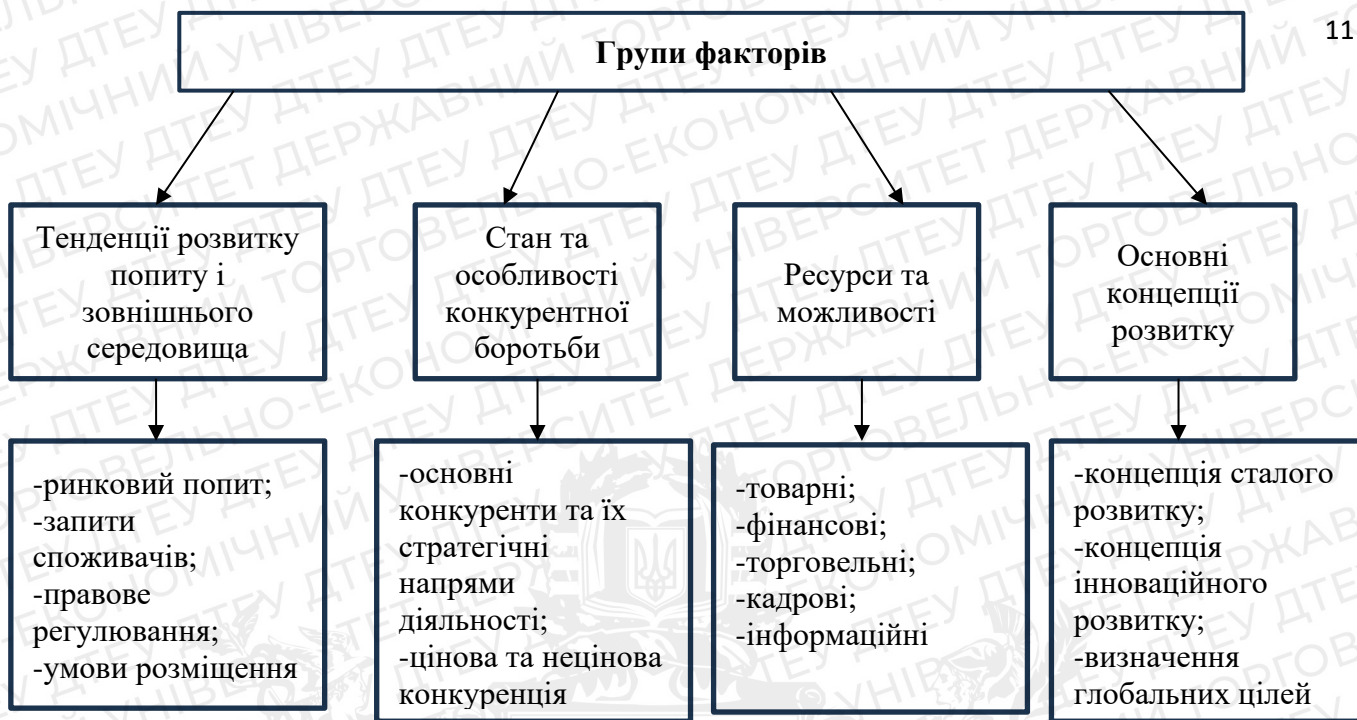 11
Групи факторів
Тенденції розвитку
попиту і
зовнішнього
середовища
Стан та
особливості
конкурентної
боротьби
Ресурси та
можливості
Основні
концепції
розвитку
-ринковий попит;
-запити
споживачів;
-правове
регулювання;
-умови розміщення
-основні
конкуренти та їх
стратегічні
напрями
діяльності;
-цінова та нецінова
конкуренція
-товарні;
-фінансові;
-торговельні;
-кадрові;
-інформаційні
-концепція сталого
розвитку;
-концепція
інноваційного
розвитку;
-визначення
глобальних цілей